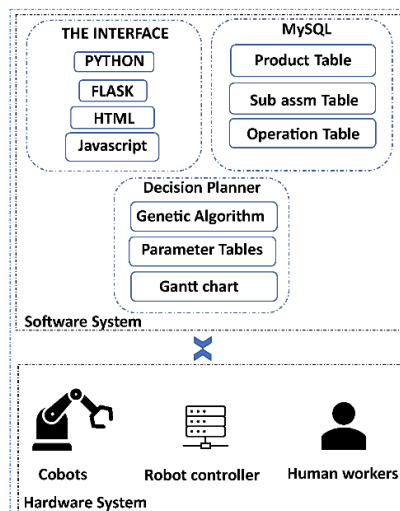 THE INTERFACE
PYTHON
FLASK
HTML
Javascript
MySQL
Product Table
Sub assm Table
Operation Table
Decision Planner
Genetic Algorithm
Parameter Tables
Gantt chart
Software System
Cobots
Robot controller
Human workers
Hardware System